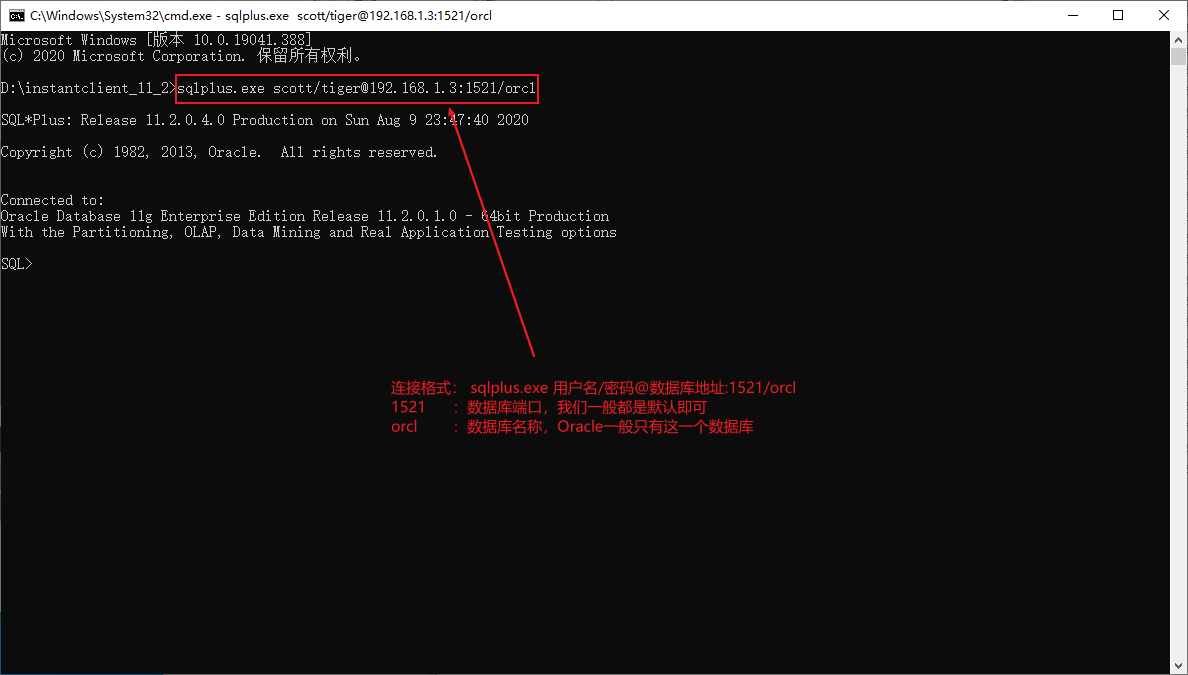 C:\Windows\System32\cmd.exe - sqlplus.exe  scott/tiger@192.168.1.3:1521/orcl
Microsoft Windows [版本 10.0.19041.388]
(c) 2020 Microsoft Corporation. 保留所有权利。
D:\instantclient_11_2>sqlplus.exe scott/tiger@192.168.1.3:1521/orcl
SQL*Plus: Release 11.2.0.4.0 Production on Sun Aug 9 23:47:40 2020
Copyright (c) 1982, 2013, Oracle.  All rights reserved.
Connected to:
Oracle Database 11g Enterprise Edition Release 11.2.0.1.0 - 64bit Production
With the Partitioning, OLAP, Data Mining and Real Application Testing options
SQL>
连接格式： sqlplus.exe 用户名/密码@数据库地址:1521/orcl
1521 ：数据库端口，我们一般都是默认即可
orcl ：数据库名称，Oracle一般只有这一个数据库